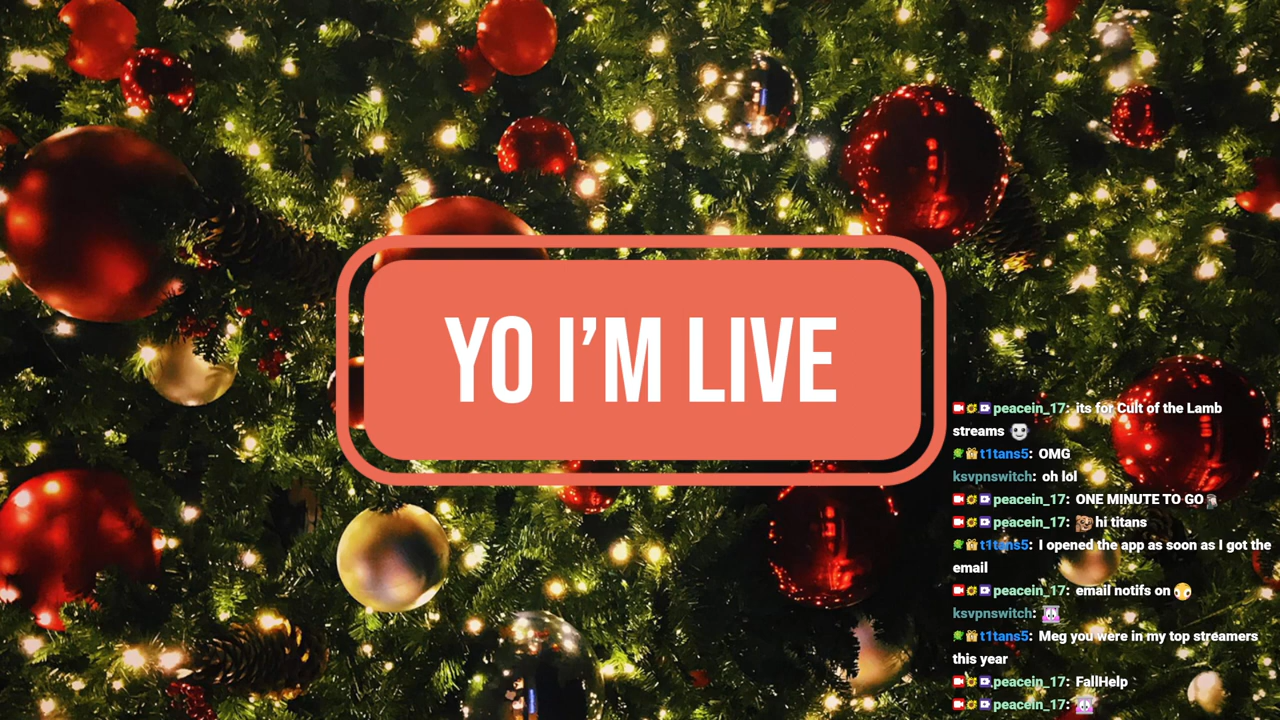 YO I'M LIVE
peacein_17: its for Cult of the Lamb
streams
t1tans5: OMG
ksvpnswitch: oh lol
peacein_17: ONE MINUTE TO GO
peacein_17: hi titans
t1tans5: I opened the app as soon as I got the
email
peacein_17: email notifs on
ksvpnswitch:
t1tans5: Meg you were in my top streamers
this year
peacein_17: FallHelp
peacein_17: